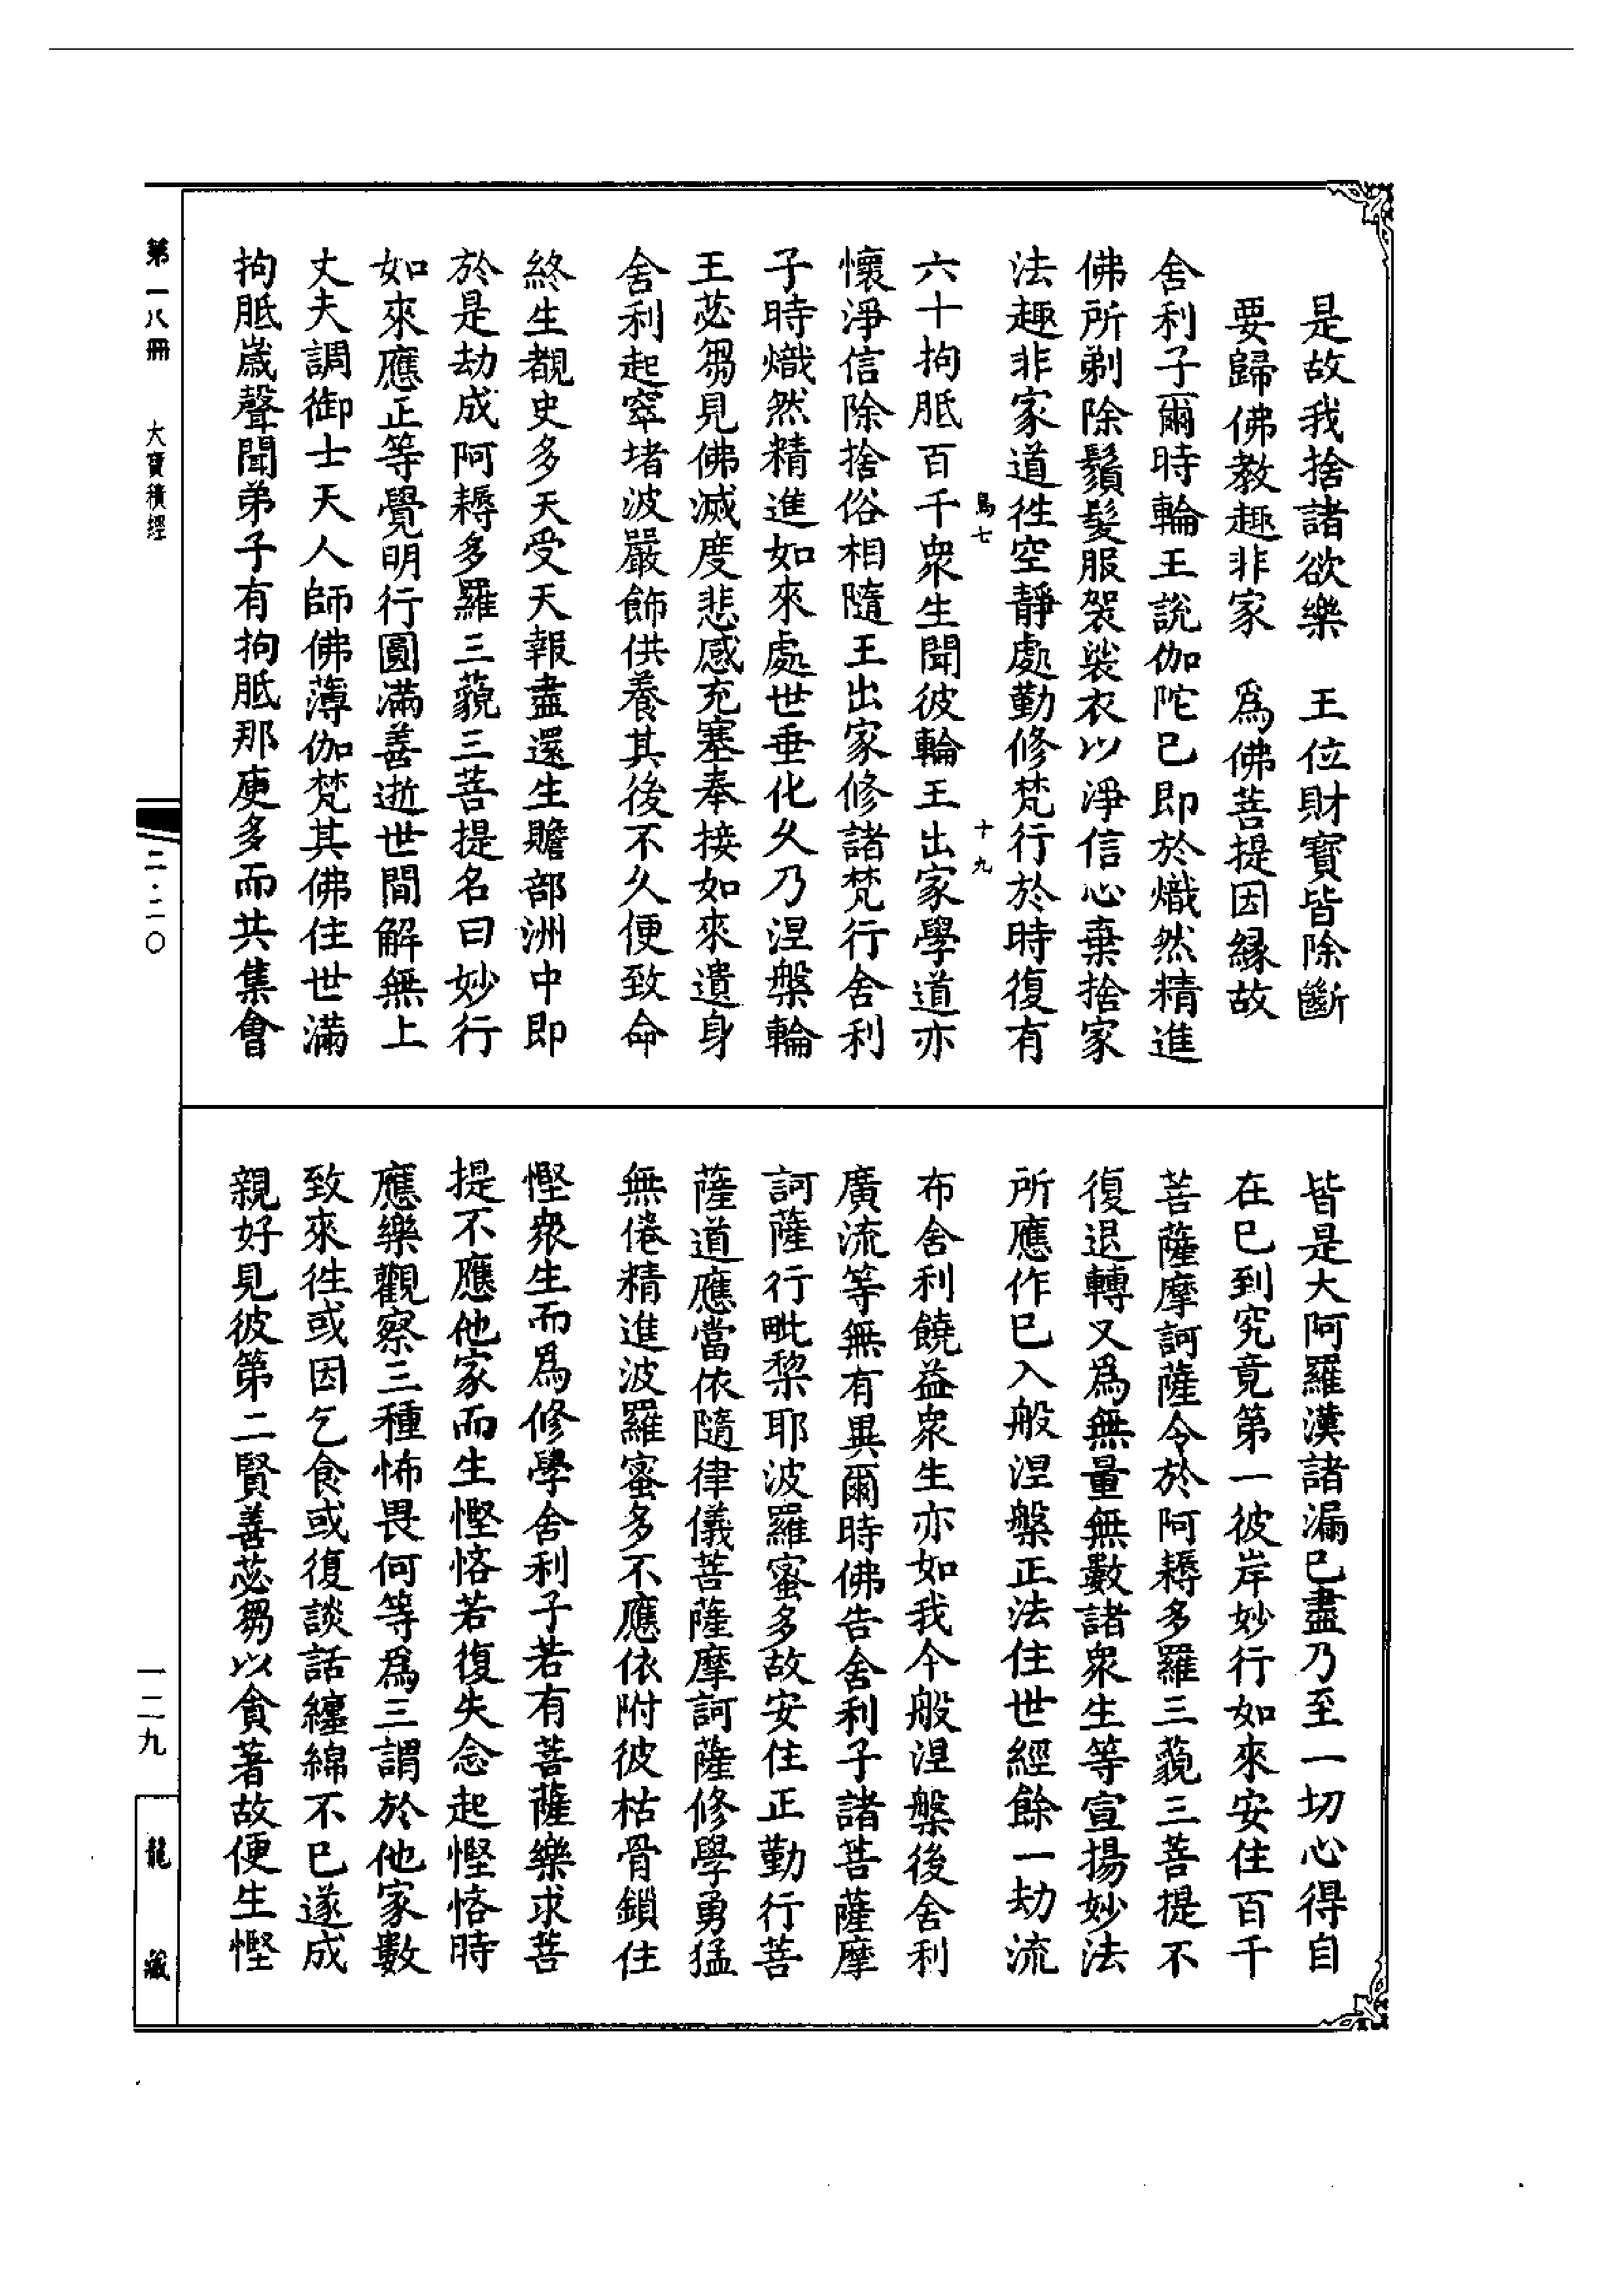 是故我捨諸欲樂　王位財寶皆除斷
要歸佛教趣非家　爲佛菩提因緣故
舍利子爾時輪王說伽陀已即於熾然精進
佛所剃除鬚髮服袈裟衣以淨信心棄捨家
法趣非家道往空靜處勤修梵行於時復有
鳥七　十九
六十拘胝百千衆生聞彼輪王出家學道亦
懷淨信除捨俗相隨王出家修諸梵行舍利
子時熾然精進如來處世垂化久乃涅槃輪
王苾芻見佛滅度悲感充塞奉接如來遺身
舍利起窣堵波嚴飾供養其後不久便致命
終生覩史多天受天報盡還生贍部洲中即
於是劫成阿耨多羅三藐三菩提名曰妙行
如來應正等覺明行圓滿善逝世間解無上
丈夫調御士天人師佛薄伽梵其佛住世滿
拘胝歲聲聞弟子有拘胝那庾多而共集會
皆是大阿羅漢諸漏已盡乃至一切心得自
在已到究竟第一彼岸妙行如來安住百千
菩薩摩訶薩令於阿耨多羅三藐三菩提不
復退轉又爲無量無數諸衆生等宣揚妙法
所應作已入般涅槃正法住世經餘一劫流
布舍利饒益衆生亦如我今般涅槃後舍利
廣流等無有異爾時佛告舍利子諸菩薩摩
訶薩行毗棃耶波羅蜜多故安住正勤行菩
薩道應當依隨律儀菩薩摩訶薩修學勇猛
無倦精進波羅蜜多不應依附彼枯骨鎖住
慳衆生而爲修學舍利子若有菩薩樂求菩
提不應他家而生慳悋若復失念起慳悋時
應樂觀察三種怖畏何等爲三謂於他家數
致來往或因乞食或復談話纏綿不已遂成
親好見彼第二賢善苾芻以貪著故便生慳
第一八冊　大寶積經
二·二〇
一二九
龍藏